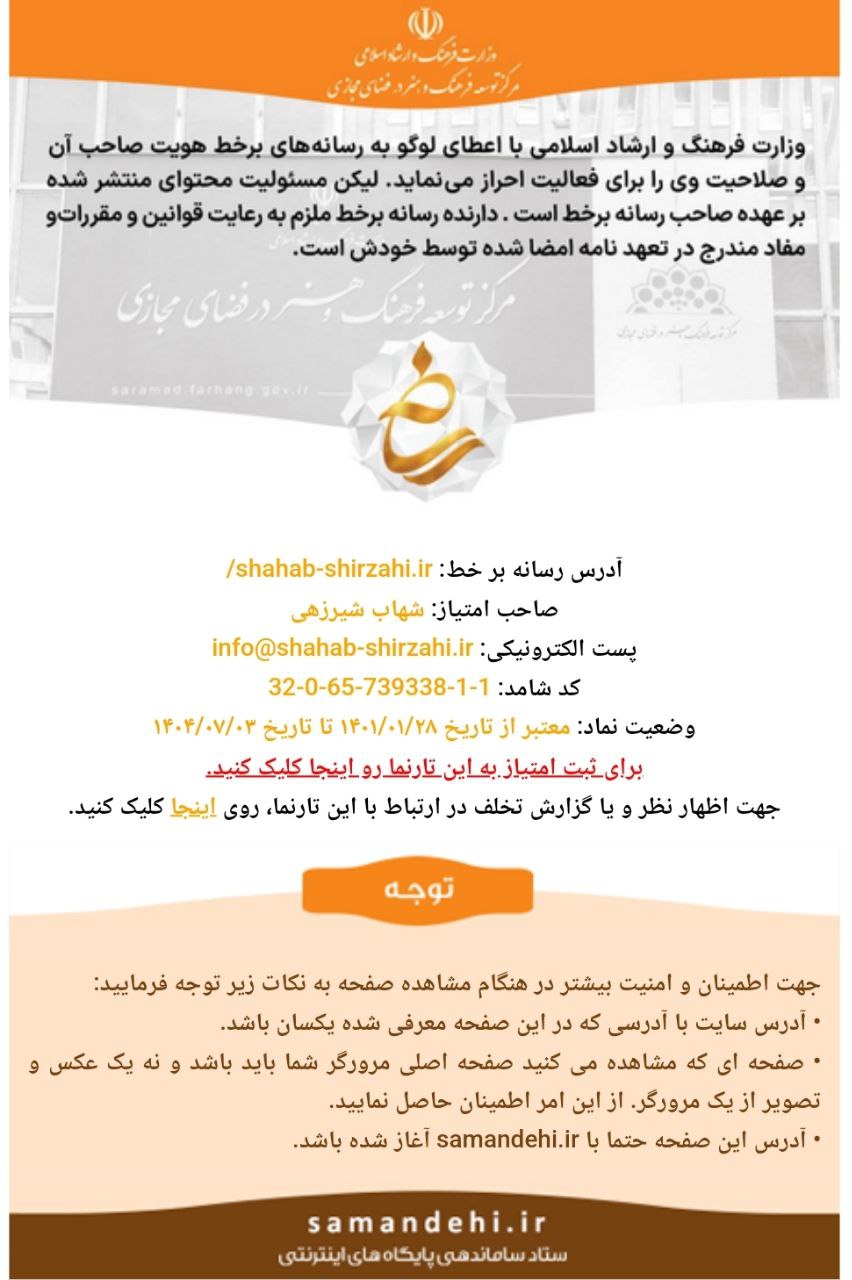 وزارت فرهنگ و ارشاد اسلامی
مرکز توسعه فرهنگ و هنر در فضای مجازی
وزارت فرهنگ و ارشاد اسلامی با اعطای لوگو به رسانه‌های برخط هویت صاحب آن
و صلاحیت وی را برای فعالیت احراز می‌نماید. لیکن مسئولیت محتوای منتشر شده
بر عهده صاحب رسانه برخط است . دارنده رسانه برخط ملزم به رعایت قوانین و مقررات‌و
مفاد مندرج در تعهد نامه امضا شده توسط خودش است.
مرکز توسعه فرهنگ و هنر در فضای مجازی
مرکز توسعه فرهنگ و هنر در فضای مجازی
saramad.farhang.gov.ir
آدرس رسانه بر خط: shahab-shirzahi.ir/
صاحب امتیاز: شهاب شیرزهی
پست الکترونیکی: info@shahab-shirzahi.ir
کد شامد: 1-1-739338-65-0-32
وضعیت نماد: معتبر از تاریخ ۱۴۰۱/۰۱/۲۸ تا تاریخ ۱۴۰۴/۰۷/۰۳
برای ثبت امتیاز به این تارنما رو اینجا کلیک کنید.
جهت اظهار نظر و یا گزارش تخلف در ارتباط با این تارنما، روی اینجا کلیک کنید.
توجه
جهت اطمینان و امنیت بیشتر در هنگام مشاهده صفحه به نکات زیر توجه فرمایید:
• آدرس سایت با آدرسی که در این صفحه معرفی شده یکسان باشد.
• صفحه ای که مشاهده می کنید صفحه اصلی مرورگر شما باید باشد و نه یک عکس و
تصویر از یک مرورگر. از این امر اطمینان حاصل نمایید.
• آدرس این صفحه حتما با samandehi.ir آغاز شده باشد.
samandehi.ir
ستاد ساماندهی پایگاه های اینترنتی